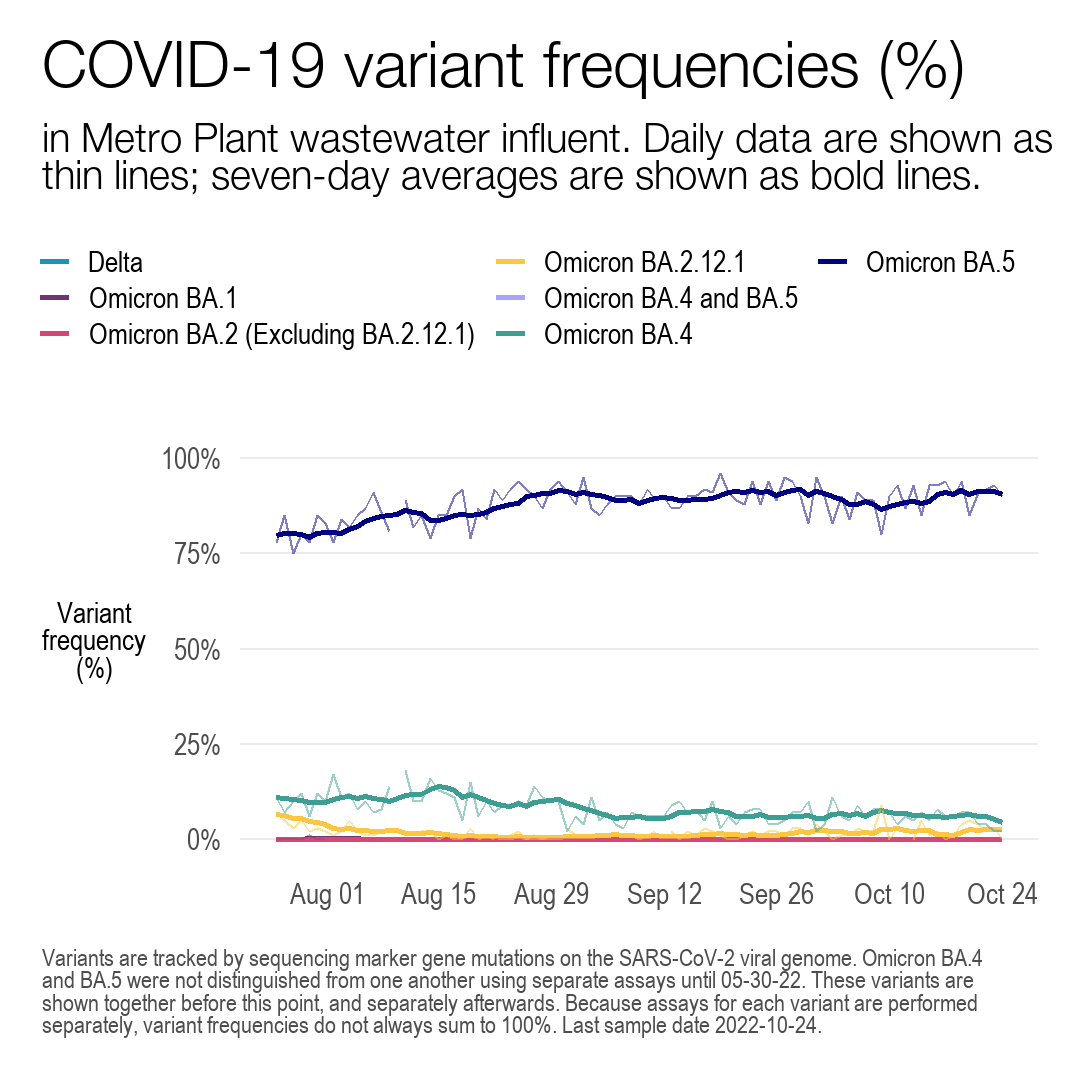 COVID-19 variant frequencies (%)
in Metro Plant wastewater influent. Daily data are shown as
thin lines; seven-day averages are shown as bold lines.
Delta
Omicron BA.1
Omicron BA.2 (Excluding BA.2.12.1)
Omicron BA.2.12.1
Omicron BA.4 and BA.5
Omicron BA.4
Omicron BA.5
Variant
frequency
(%)
100%
75%
50%
25%
0%
Aug 01
Aug 15
Aug 29
Sep 12
Sep 26
Oct 10
Oct 24
Variants are tracked by sequencing marker gene mutations on the SARS-CoV-2 viral genome. Omicron BA.4
and BA.5 were not distinguished from one another using separate assays until 05-30-22. These variants are
shown together before this point, and separately afterwards. Because assays for each variant are performed
separately, variant frequencies do not always sum to 100%. Last sample date 2022-10-24.